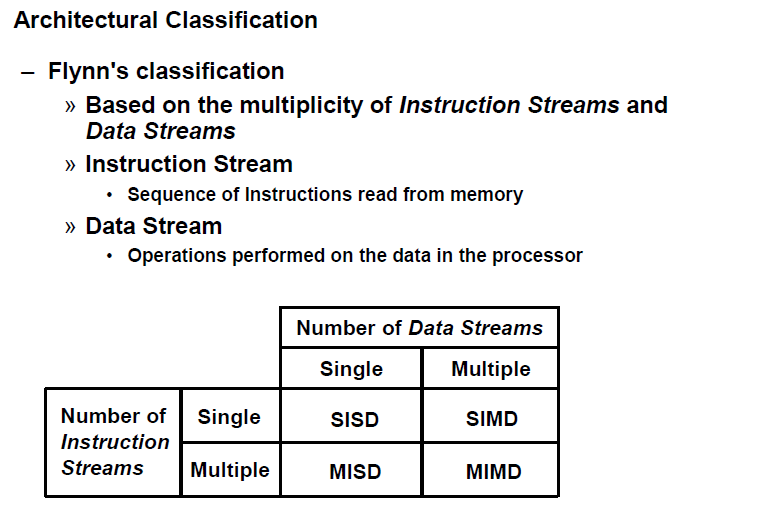 Architectural Classification
– Flynn's classification
» Based on the multiplicity of Instruction Streams and
Data Streams
» Instruction Stream
• Sequence of Instructions read from memory
» Data Stream
• Operations performed on the data in the processor
Number of Data Streams
Single Multiple
Number of
Instruction
Streams
Single SISD SIMD
Multiple MISD MIMD